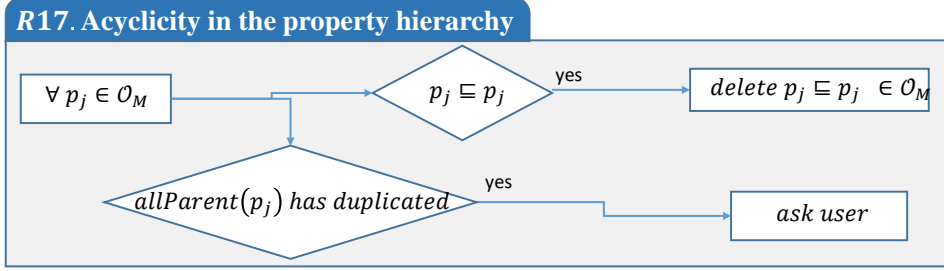 R17. Acyclicity in the property hierarchy
∀ p_j ∈ 𝒪_M
p_j ⊑ p_j
yes
delete p_j ⊑ p_j ∈ 𝒪_M
allParent(p_j) has duplicated
yes
ask user